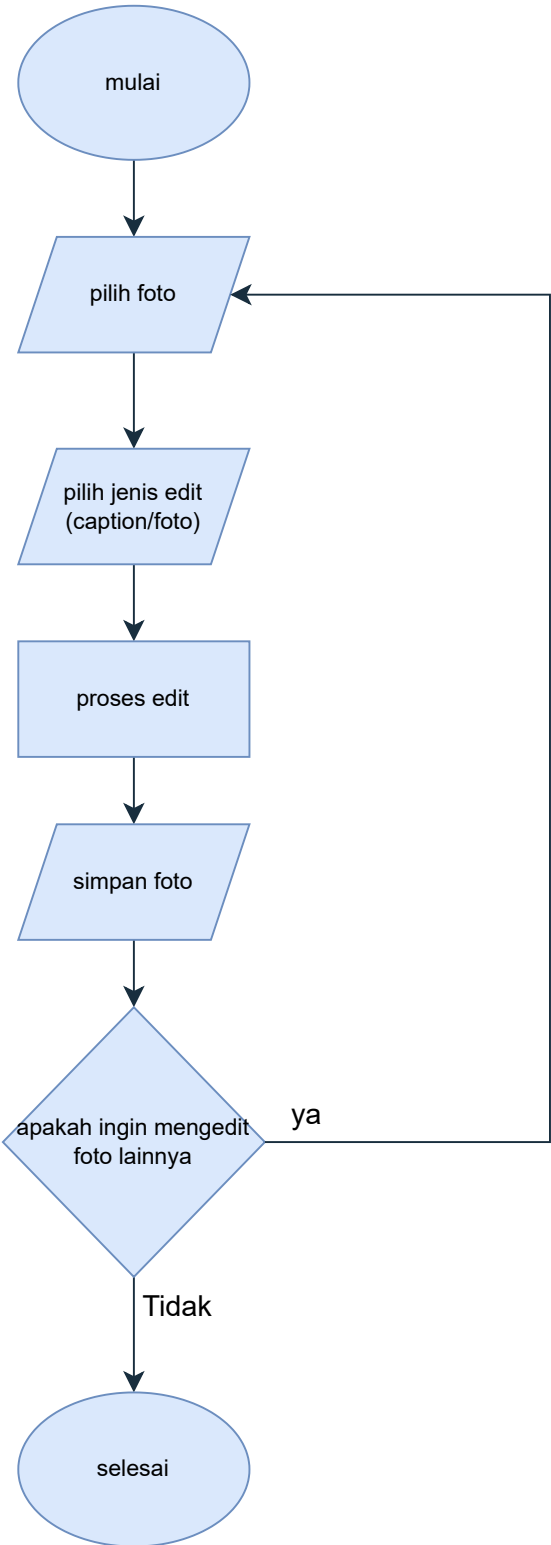 mulai
pilih foto
pilih jenis edit
(caption/foto)
proses edit
simpan foto
apakah ingin mengedit
foto lainnya
ya
Tidak
selesai